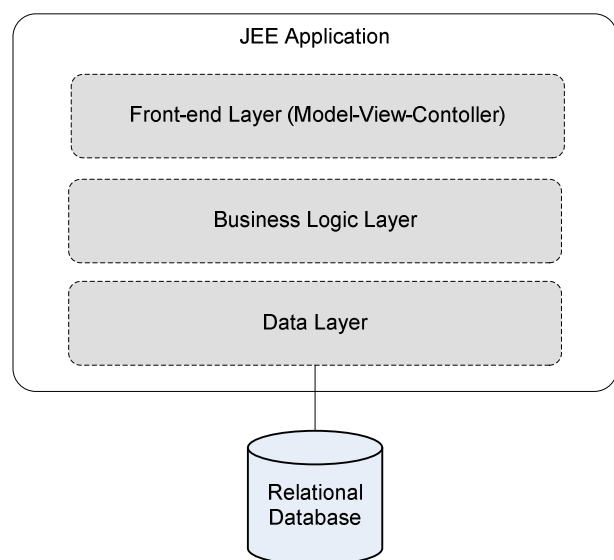 JEE Application
Front-end Layer (Model-View-Contoller)
Business Logic Layer
Data Layer
Relational
Database